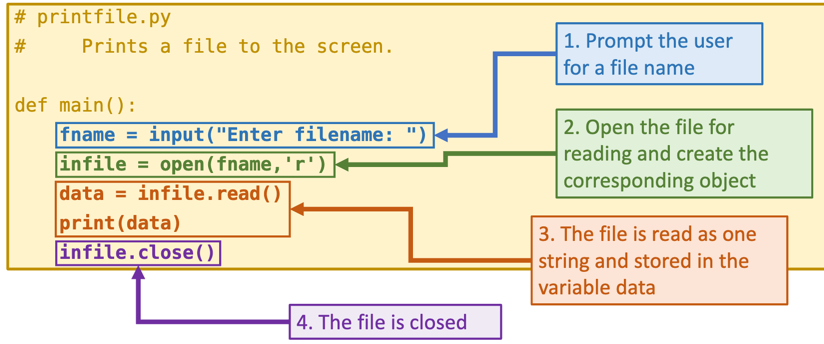 # printfile.py
#     Prints a file to the screen.
def main():
    fname = input("Enter filename: ")
    infile = open(fname,'r')
    data = infile.read()
    print(data)
    infile.close()
1. Prompt the user
for a file name
2. Open the file for
reading and create the
corresponding object
3. The file is read as one
string and stored in the
variable data
4. The file is closed